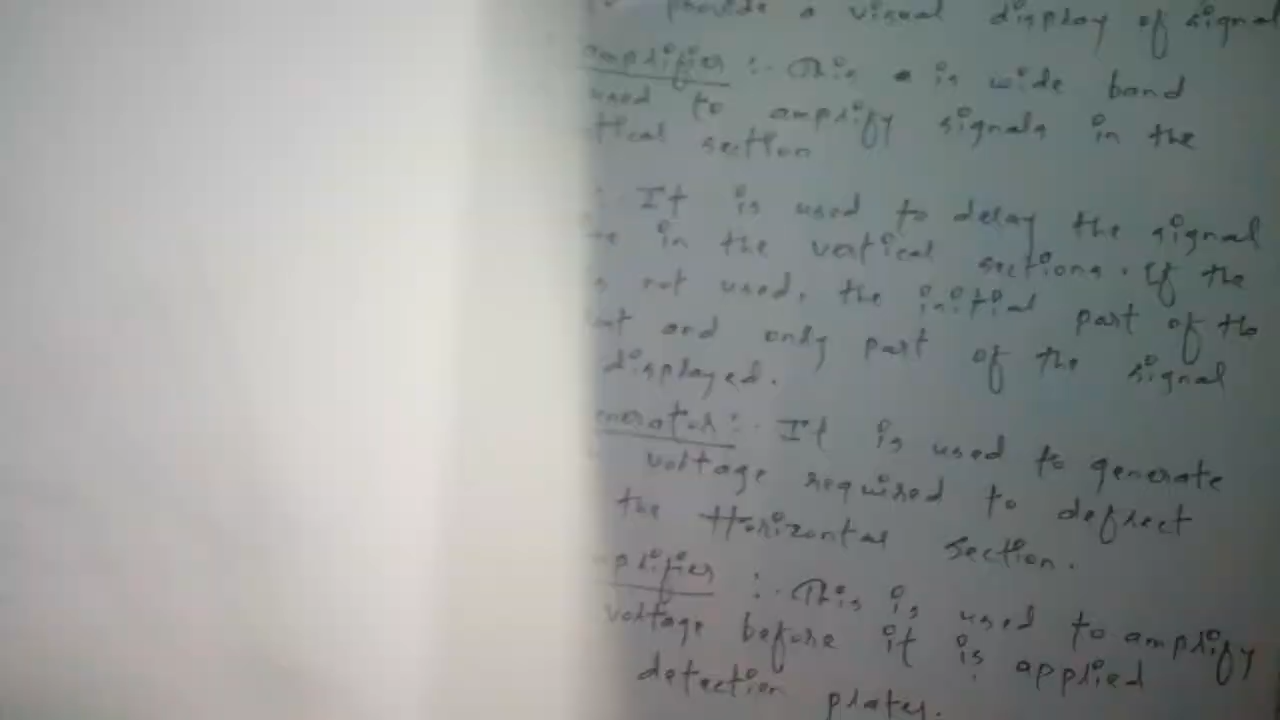 provide a visual display of signal
amplifier :- This is wide band
used to amplify signals in the
tical section
: It is used to delay the signal
in the vertical sections. If the
not used, the initial part of the
and only part of the signal
displayed.
enerator :- It is used to generate
voltage required to deflect
the Horizontal section.
plifier :- This is used to amplify
voltage before it is applied
detection plates.